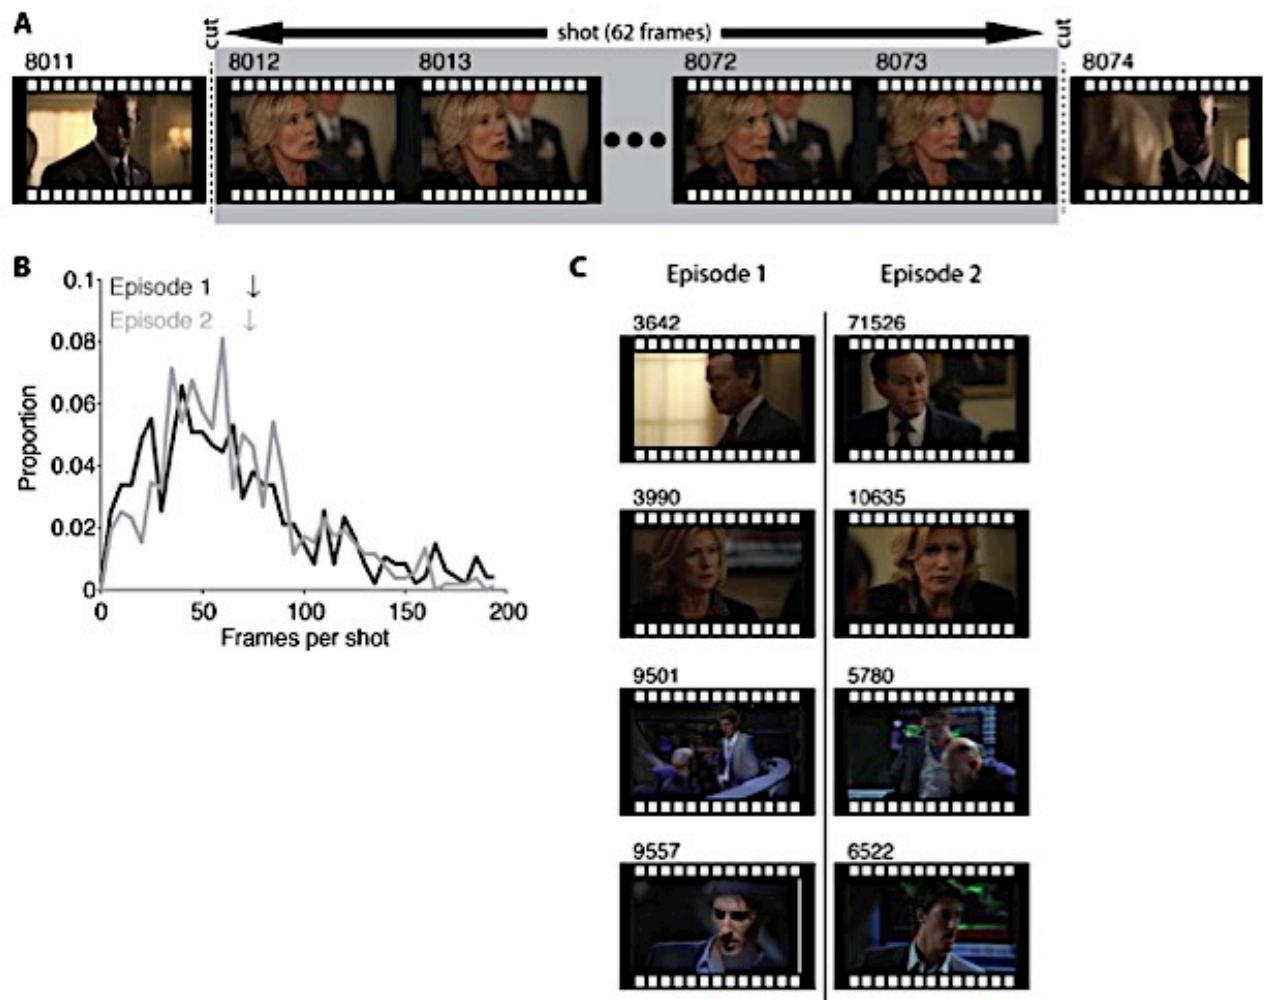 A
cut
shot (62 frames)
cut
8011
8012
8013
8072
8073
8074
B
0.1
Episode 1 ↓
Episode 2 ↓
0.08
0.06
0.04
0.02
0
Proportion
0
50
100
150
200
Frames per shot
C
Episode 1
Episode 2
3642
71526
3990
10635
9501
5780
9557
6522